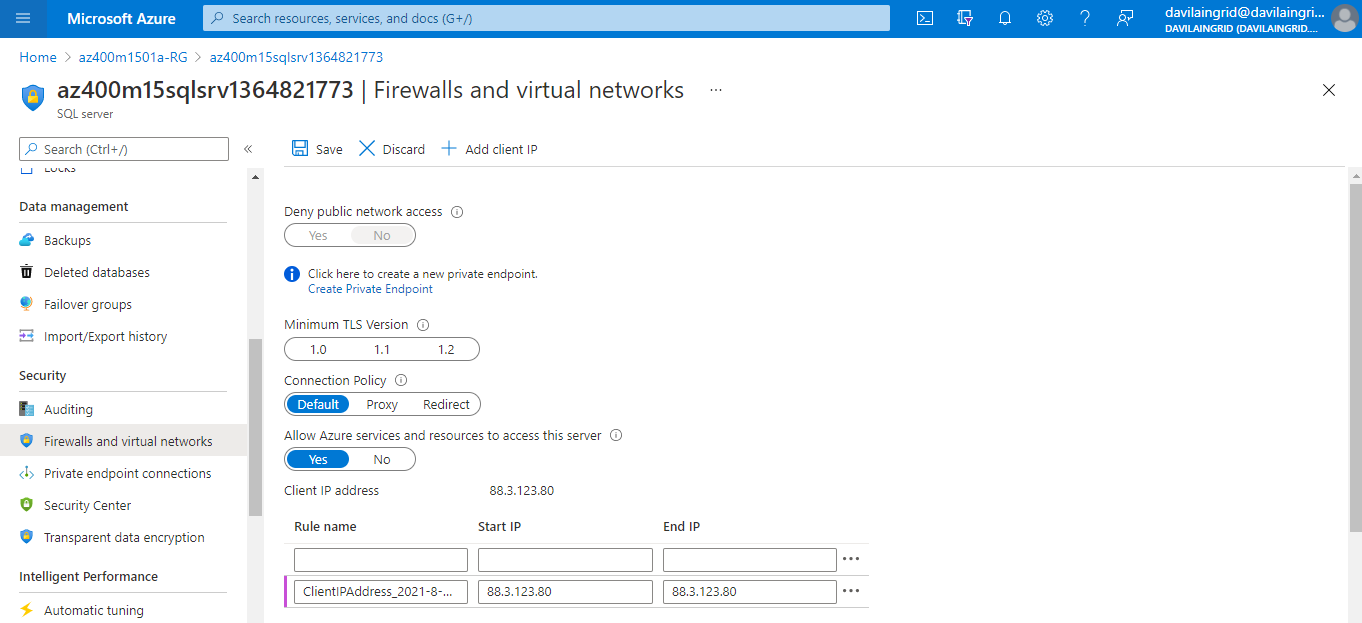 Microsoft Azure
Search resources, services, and docs (G+/)
davilaingrid@davilaingri...
DAVILAINGRID (DAVILAINGRID....
Home > az400m1501a-RG > az400m15sqlsrv1364821773
az400m15sqlsrv1364821773 | Firewalls and virtual networks ...
SQL server
Search (Ctrl+/)
«
Save
Discard
Add client IP
Locks
Data management
Backups
Deleted databases
Failover groups
Import/Export history
Security
Auditing
Firewalls and virtual networks
Private endpoint connections
Security Center
Transparent data encryption
Intelligent Performance
Automatic tuning
Deny public network access
Yes No
Click here to create a new private endpoint.
Create Private Endpoint
Minimum TLS Version
1.0 1.1 1.2
Connection Policy
Default Proxy Redirect
Allow Azure services and resources to access this server
Yes No
Client IP address 88.3.123.80
Rule name Start IP End IP
ClientIPAddress_2021-8-... 88.3.123.80 88.3.123.80